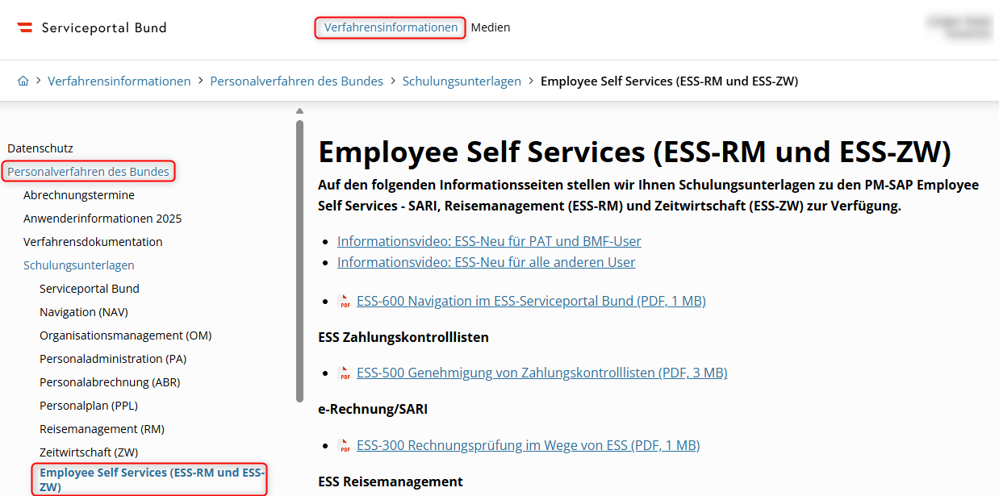 Serviceportal Bund
Verfahrensinformationen Medien
Verfahrensinformationen > Personalverfahren des Bundes > Schulungsunterlagen > Employee Self Services (ESS-RM und ESS-ZW)
Datenschutz
Personalverfahren des Bundes
Abrechnungstermine
Anwenderinformationen 2025
Verfahrensdokumentation
Schulungsunterlagen
Serviceportal Bund
Navigation (NAV)
Organisationsmanagement (OM)
Personaladministration (PA)
Personalabrechnung (ABR)
Personalplan (PPL)
Reisemanagement (RM)
Zeitwirtschaft (ZW)
Employee Self Services (ESS-RM und ESS-
ZW)
Employee Self Services (ESS-RM und ESS-ZW)
Auf den folgenden Informationsseiten stellen wir Ihnen Schulungsunterlagen zu den PM-SAP Employee
Self Services - SARI, Reisemanagement (ESS-RM) und Zeitwirtschaft (ESS-ZW) zur Verfügung.
• Informationsvideo: ESS-Neu für PAT und BMF-User
• Informationsvideo: ESS-Neu für alle anderen User
• PDF ESS-600 Navigation im ESS-Serviceportal Bund (PDF, 1 MB)
ESS Zahlungskontrolllisten
• PDF ESS-500 Genehmigung von Zahlungskontrolllisten (PDF, 3 MB)
e-Rechnung/SARI
• PDF ESS-300 Rechnungsprüfung im Wege von ESS (PDF, 1 MB)
ESS Reisemanagement